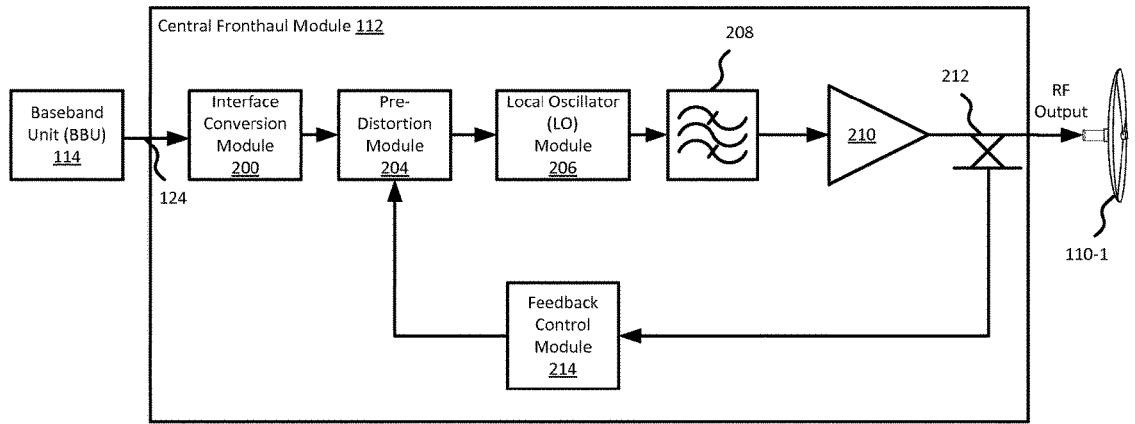 Central Fronthaul Module 112
208
Baseband
Unit (BBU)
114
124
Interface
Conversion
Module
200
Pre-
Distortion
Module
204
Local Oscillator
(LO)
Module
206
210
212
RF
Output
110-1
Feedback
Control
Module
214